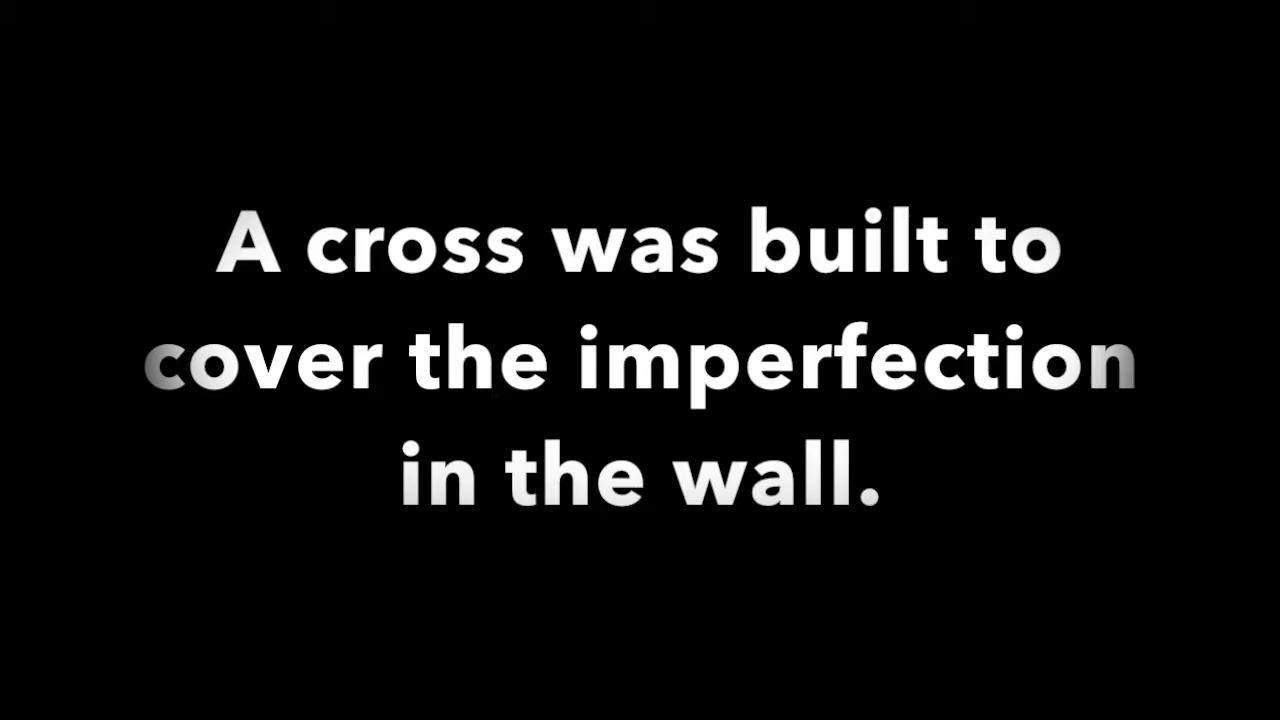 A cross was built to
cover the imperfection
in the wall.